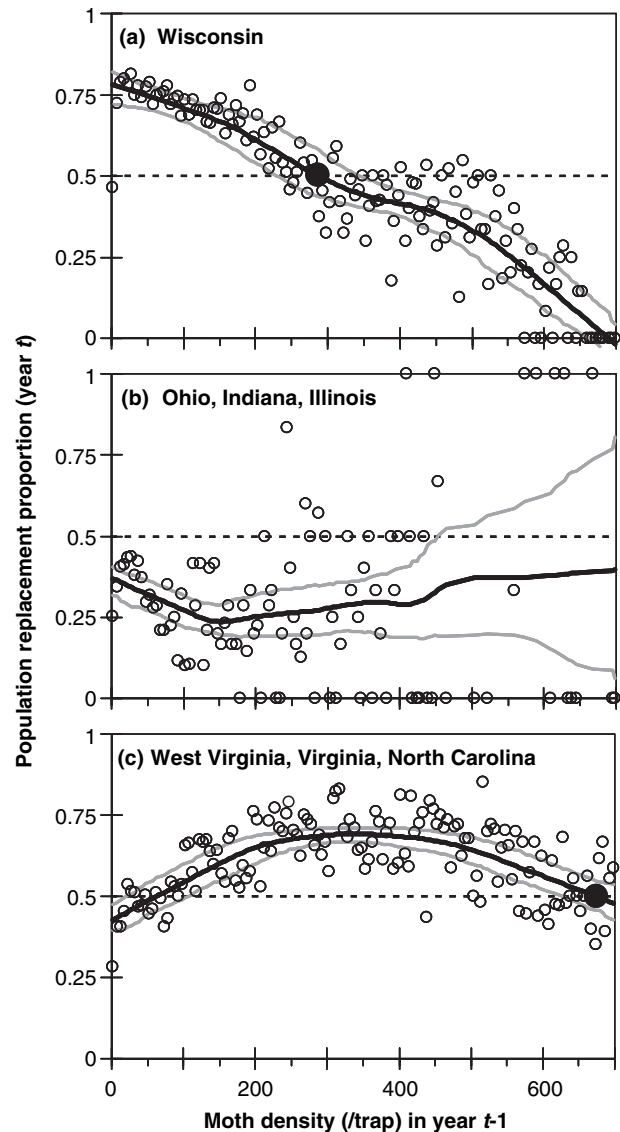 1
(a) Wisconsin
0.75
0.5
0.25
0
1
(b) Ohio, Indiana, Illinois
0.75
0.5
0.25
0
1
(c) West Virginia, Virginia, North Carolina
0.75
0.5
0.25
0
0 200 400 600
Moth density (/trap) in year t-1
Population replacement proportion (year t)